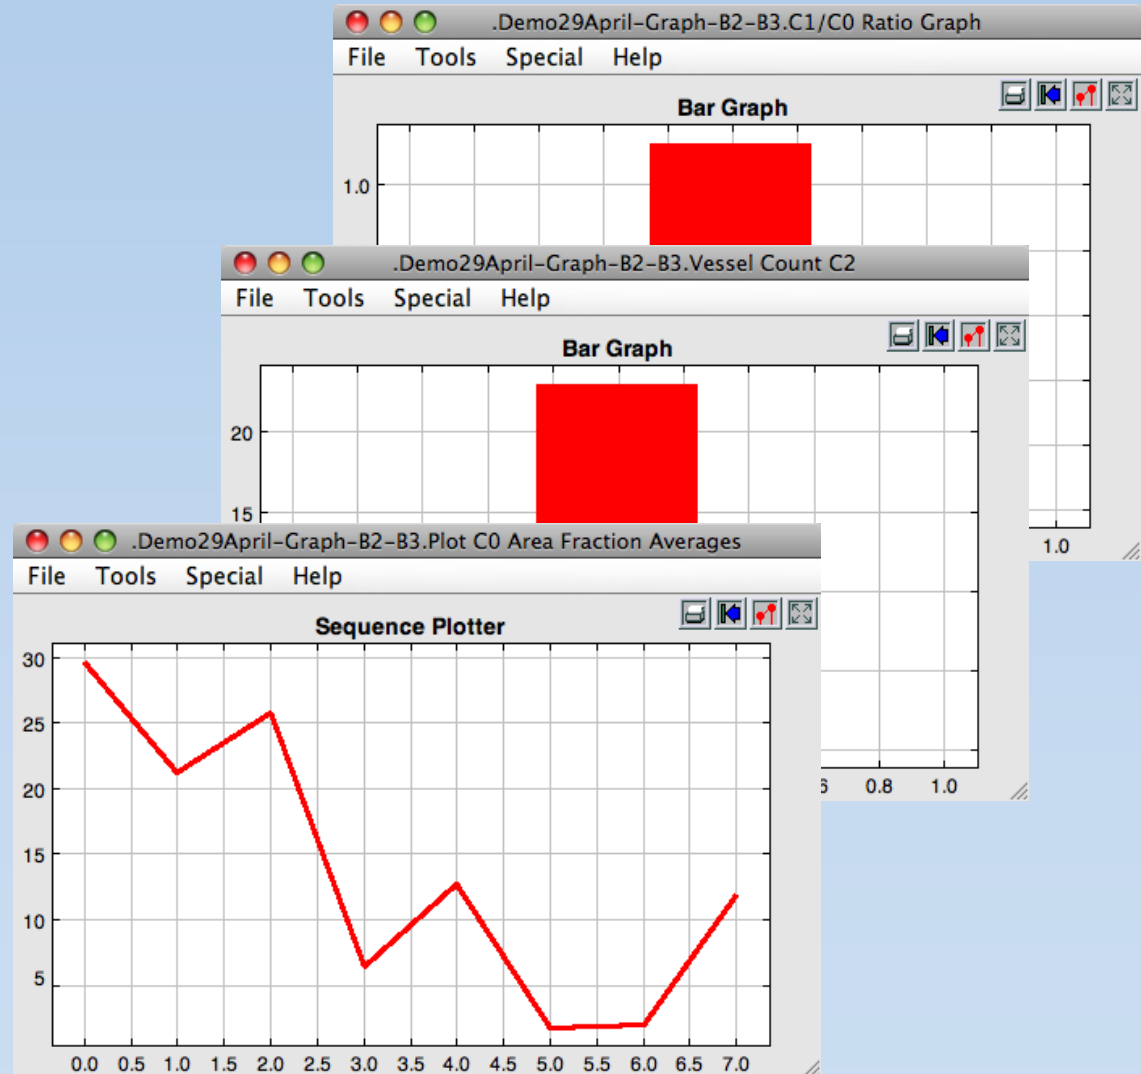 .Demo29April-Graph-B2-B3.C1/C0 Ratio Graph
File Tools Special Help
Bar Graph
1.0
1.0
.Demo29April-Graph-B2-B3.Vessel Count C2
File Tools Special Help
Bar Graph
20
15
0.8 1.0
.Demo29April-Graph-B2-B3.Plot C0 Area Fraction Averages
File Tools Special Help
Sequence Plotter
30
25
20
15
10
5
0.0 0.5 1.0 1.5 2.0 2.5 3.0 3.5 4.0 4.5 5.0 5.5 6.0 6.5 7.0